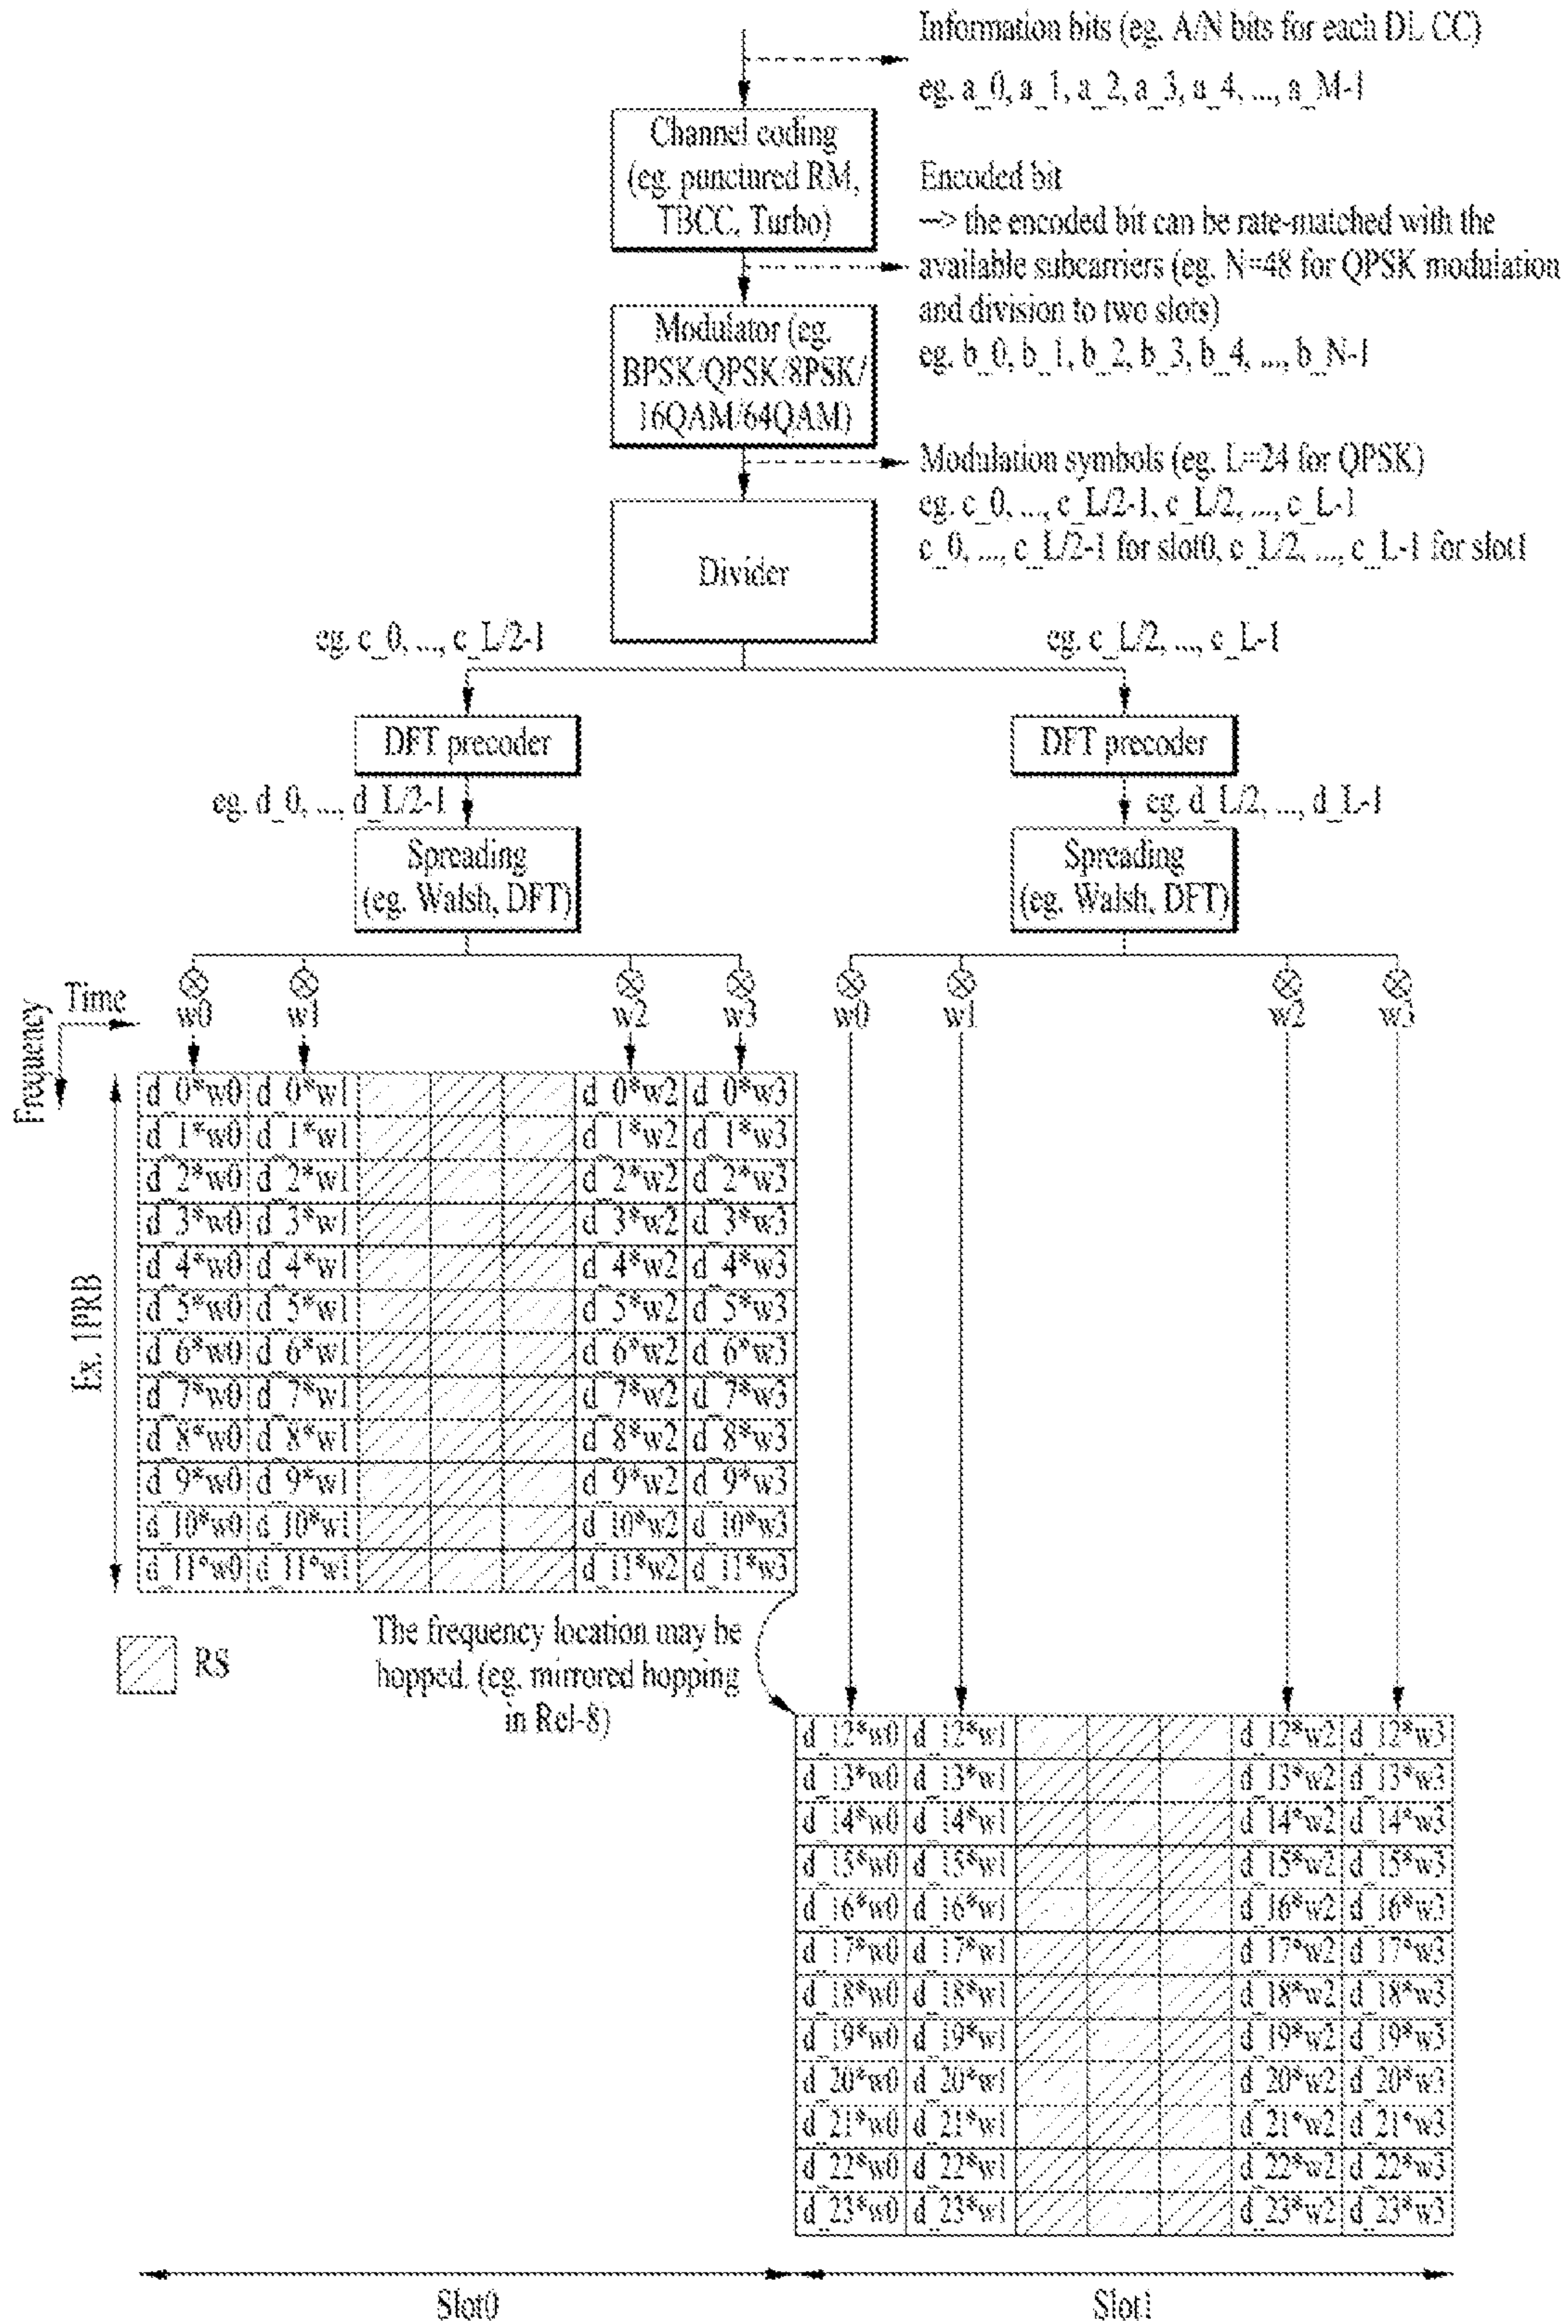 Information bits (eg. A/N bits for each DL CC)
eg. a_0, a_1, a_2, a_3, a_4, ..., a_M-1
Channel coding
(eg. punctured RM,
TBCC, Turbo)
Encoded bit
--> the encoded bit can be rate-matched with the
available subcarriers (eg. N=48 for QPSK modulation
and division to two slots)
eg. b_0, b_1, b_2, b_3, b_4, ..., b_N-1
Modulator (eg.
BPSK/QPSK/8PSK/
16QAM/64QAM)
Modulation symbols (eg. L=24 for QPSK)
eg. c_0, ..., c_L/2-1, c_L/2, ..., c_L-1
c_0, ..., c_L/2-1 for slot0, c_L/2, ..., c_L-1 for slot1
Divider
eg. c_0, ..., c_L/2-1
eg. c_L/2, ..., c_L-1
DFT precoder
DFT precoder
eg. d_0, ..., d_L/2-1
eg. d_L/2, ..., d_L-1
Spreading
(eg. Walsh, DFT)
Spreading
(eg. Walsh, DFT)
Frequency
Time
w0 w1 w2 w3 w0 w1 w2 w3
Ex. 1PRB
d_0*w0 d_0*w1 d_0*w2 d_0*w3
d_1*w0 d_1*w1 d_1*w2 d_1*w3
d_2*w0 d_2*w1 d_2*w2 d_2*w3
d_3*w0 d_3*w1 d_3*w2 d_3*w3
d_4*w0 d_4*w1 d_4*w2 d_4*w3
d_5*w0 d_5*w1 d_5*w2 d_5*w3
d_6*w0 d_6*w1 d_6*w2 d_6*w3
d_7*w0 d_7*w1 d_7*w2 d_7*w3
d_8*w0 d_8*w1 d_8*w2 d_8*w3
d_9*w0 d_9*w1 d_9*w2 d_9*w3
d_10*w0 d_10*w1 d_10*w2 d_10*w3
d_11*w0 d_11*w1 d_11*w2 d_11*w3
RS
The frequency location may be
hopped. (eg. mirrored hopping
in Rel-8)
d_12*w0 d_12*w1 d_12*w2 d_12*w3
d_13*w0 d_13*w1 d_13*w2 d_13*w3
d_14*w0 d_14*w1 d_14*w2 d_14*w3
d_15*w0 d_15*w1 d_15*w2 d_15*w3
d_16*w0 d_16*w1 d_16*w2 d_16*w3
d_17*w0 d_17*w1 d_17*w2 d_17*w3
d_18*w0 d_18*w1 d_18*w2 d_18*w3
d_19*w0 d_19*w1 d_19*w2 d_19*w3
d_20*w0 d_20*w1 d_20*w2 d_20*w3
d_21*w0 d_21*w1 d_21*w2 d_21*w3
d_22*w0 d_22*w1 d_22*w2 d_22*w3
d_23*w0 d_23*w1 d_23*w2 d_23*w3
Slot0
Slot1